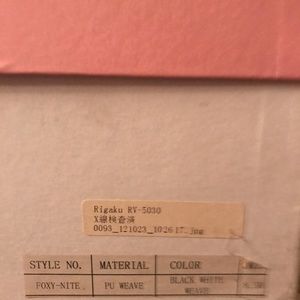 Rigaku RV-5030
X線検査済
0093_121023_102617.jpg
STYLE NO. MATERIAL COLOR
FOXY-NITE. PU WEAVE BLACK WHITE
WEAVE